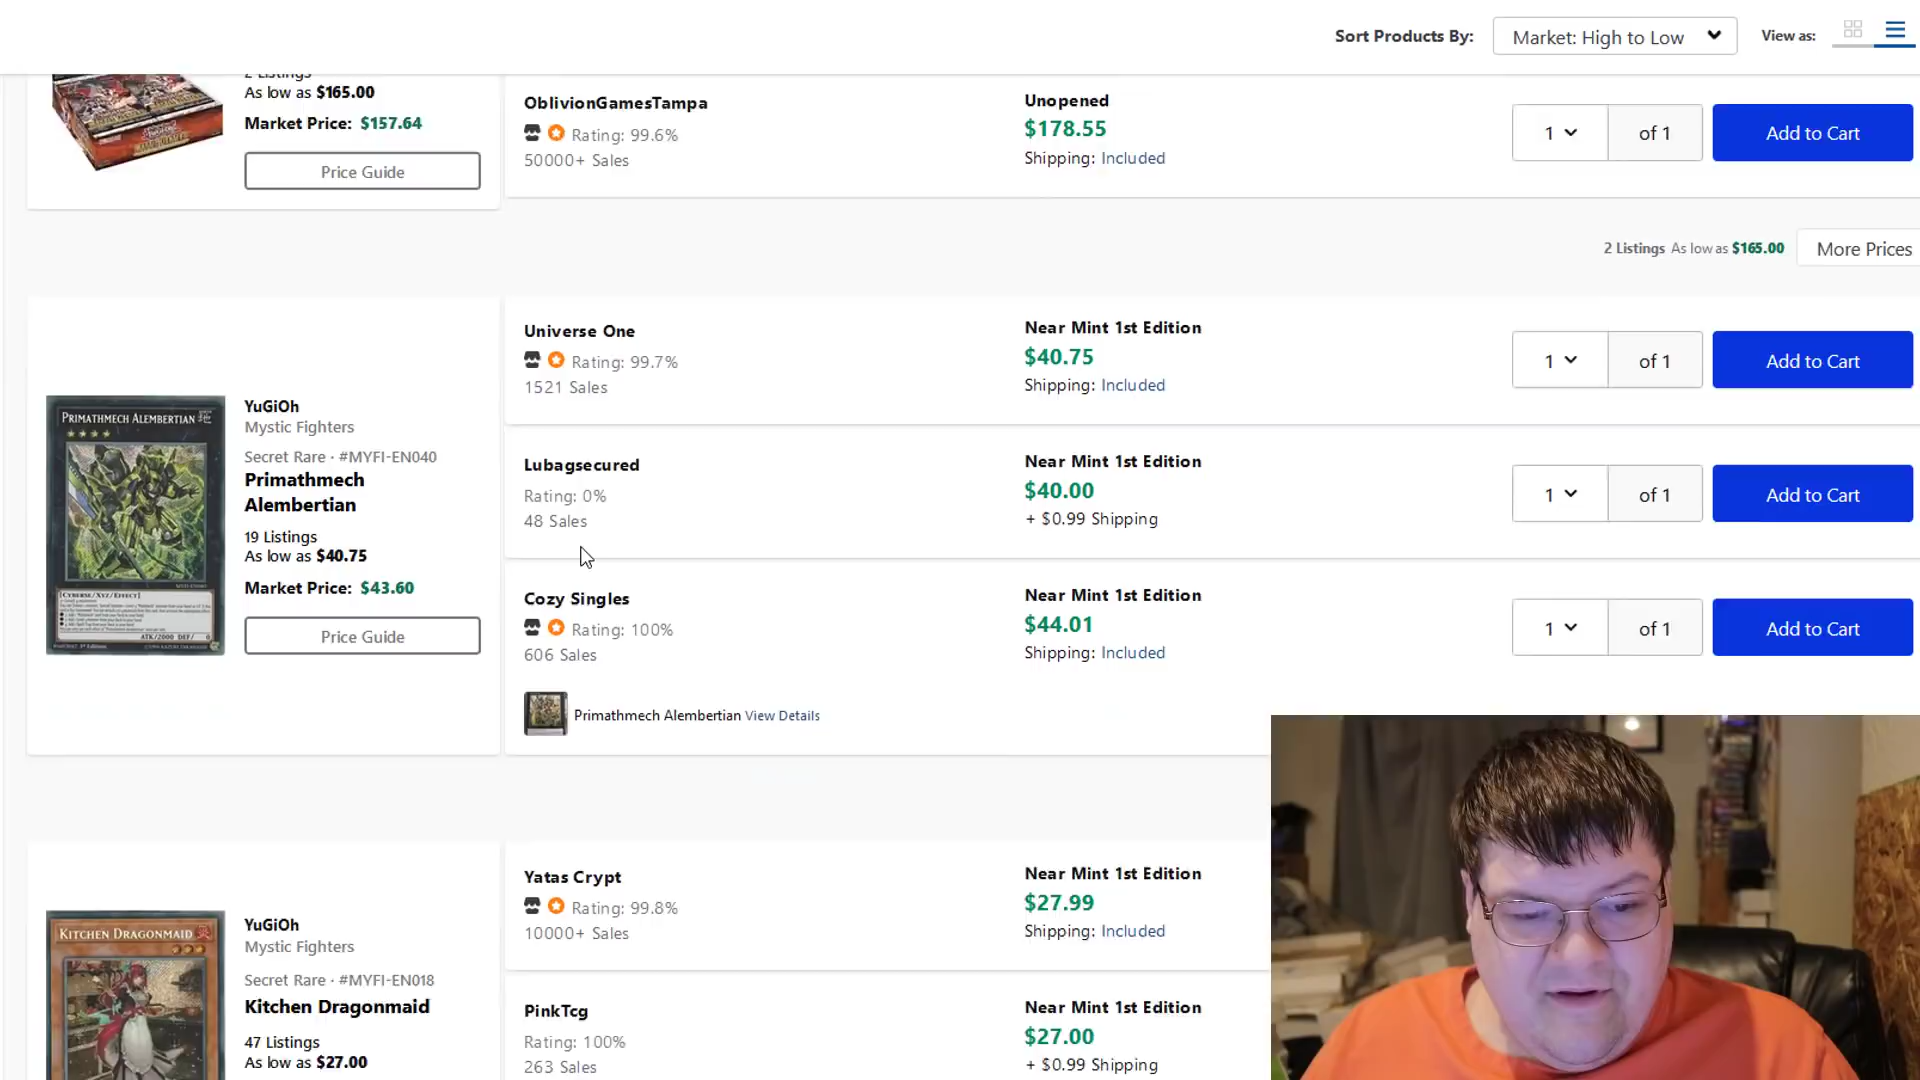 Sort Products By:
Market: High to Low
View as:
2 Listings
As low as $165.00
Market Price: $157.64
Price Guide
OblivionGamesTampa
Rating: 99.6%
50000+ Sales
Unopened
$178.55
Shipping: Included
1
of 1
Add to Cart
2 Listings As low as $165.00
More Prices
PRIMATHMECH ALEMBERTIAN
[CYBERSE/XYZ/EFFECT]
ATK/2000 DEF/ 0
YuGiOh
Mystic Fighters
Secret Rare · #MYFI-EN040
Primathmech
Alembertian
19 Listings
As low as $40.75
Market Price: $43.60
Price Guide
Universe One
Rating: 99.7%
1521 Sales
Near Mint 1st Edition
$40.75
Shipping: Included
1
of 1
Add to Cart
Lubagsecured
Rating: 0%
48 Sales
Near Mint 1st Edition
$40.00
+ $0.99 Shipping
1
of 1
Add to Cart
Cozy Singles
Rating: 100%
606 Sales
Near Mint 1st Edition
$44.01
Shipping: Included
1
of 1
Add to Cart
Primathmech Alembertian View Details
KITCHEN DRAGONMAID
YuGiOh
Mystic Fighters
Secret Rare · #MYFI-EN018
Kitchen Dragonmaid
47 Listings
As low as $27.00
Yatas Crypt
Rating: 99.8%
10000+ Sales
Near Mint 1st Edition
$27.99
Shipping: Included
PinkTcg
Rating: 100%
263 Sales
Near Mint 1st Edition
$27.00
+ $0.99 Shipping